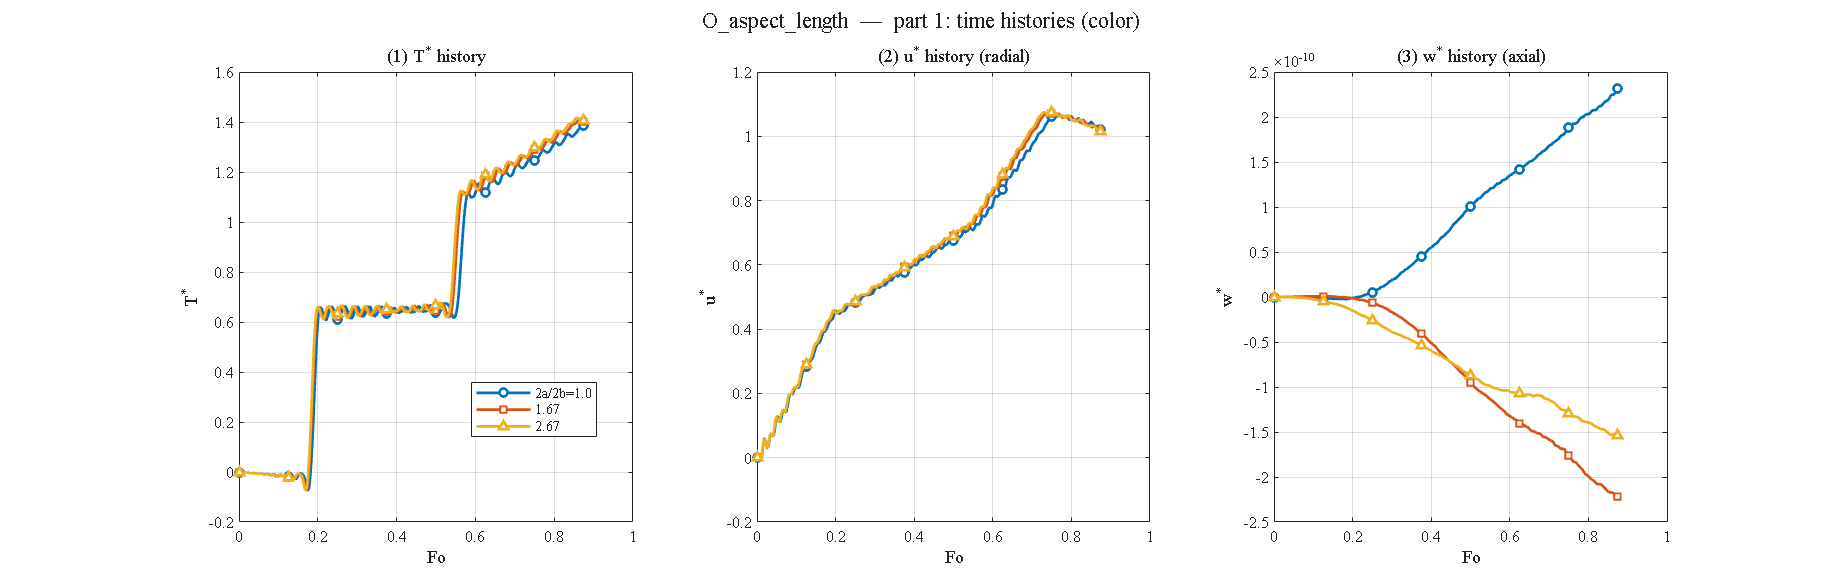 O_aspect_length — part 1: time histories (color)
(1) T* history
1.6
1.4
1.2
1
0.8
0.6
0.4
0.2
0
-0.2
T*
0 0.2 0.4 0.6 0.8 1
Fo
2a/2b=1.0
1.67
2.67
(2) u* history (radial)
1.2
1
0.8
0.6
0.4
0.2
0
-0.2
u*
0 0.2 0.4 0.6 0.8 1
Fo
(3) w* history (axial)
×10-10
2.5
2
1.5
1
0.5
0
-0.5
-1
-1.5
-2
-2.5
w*
0 0.2 0.4 0.6 0.8 1
Fo